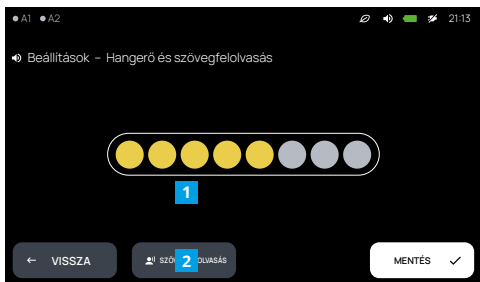 A1 A2 21:13
Beállítások – Hangerő és szövegfelolvasás
1
VISSZA
2
MENTÉS